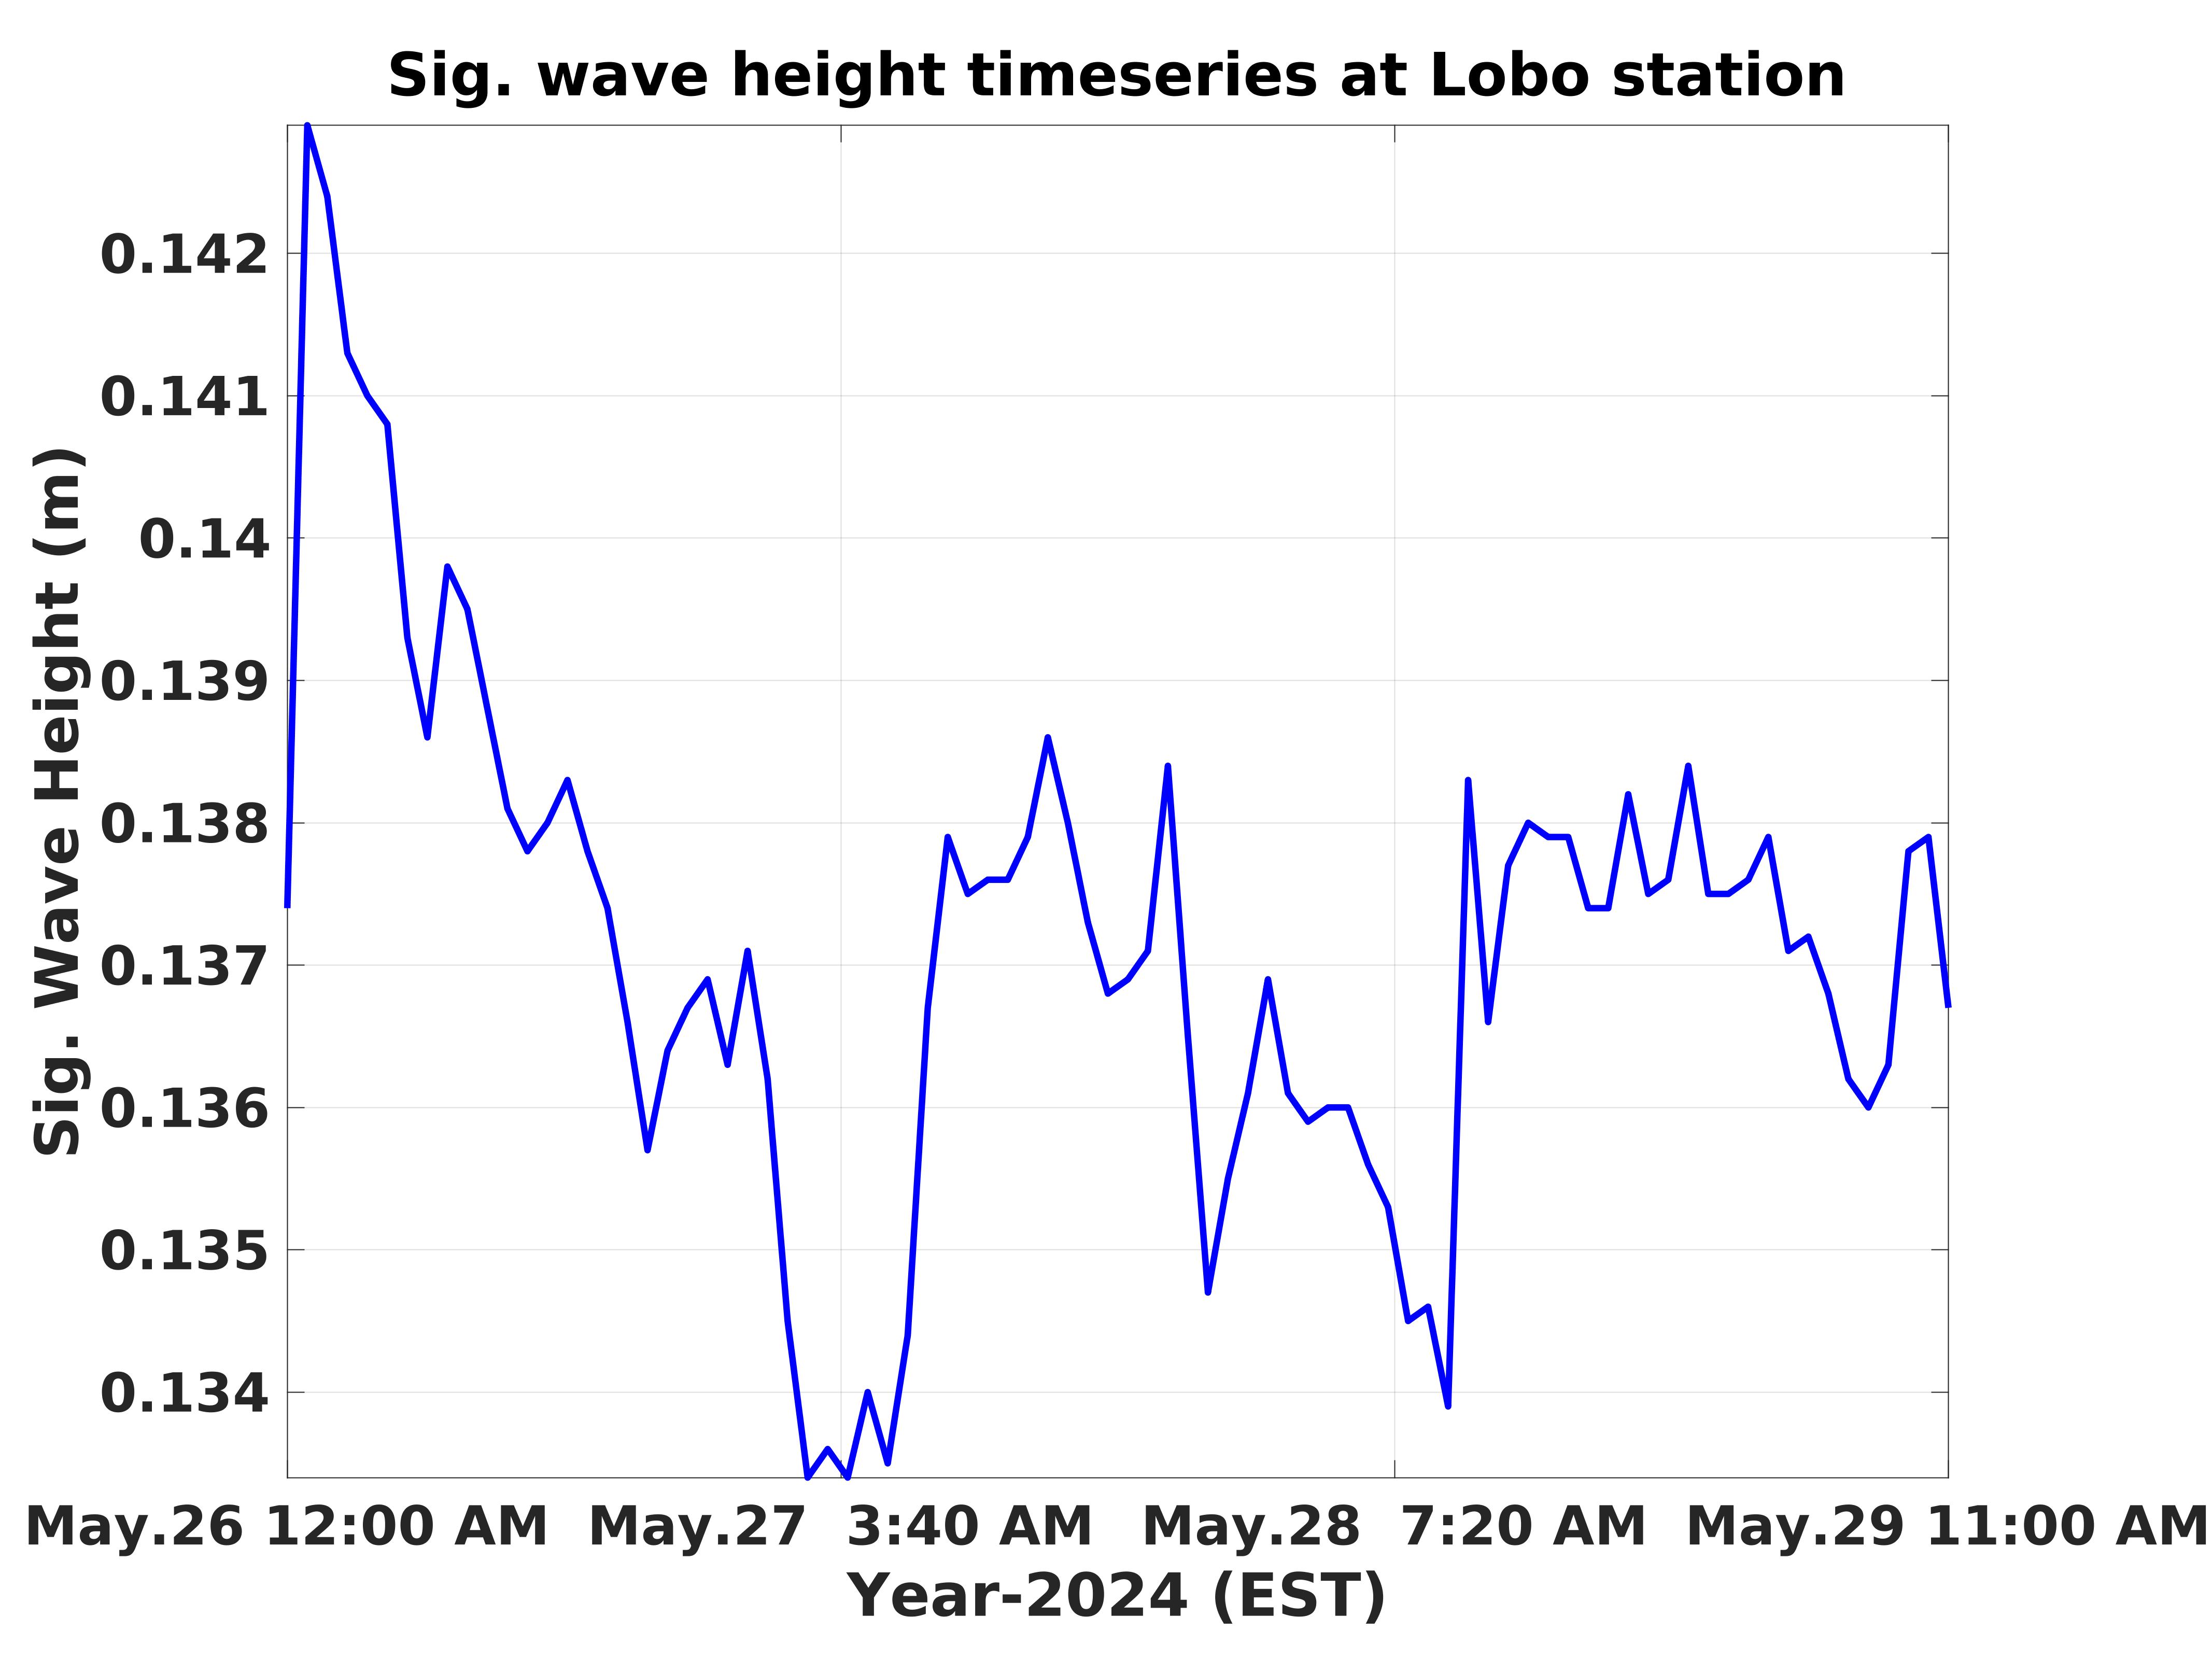 Sig. wave height timeseries at Lobo station
Sig. Wave Height (m)
0.142
0.141
0.14
0.139
0.138
0.137
0.136
0.135
0.134
May.26 12:00 AM May.27 3:40 AM May.28 7:20 AM May.29 11:00 AM
Year-2024 (EST)